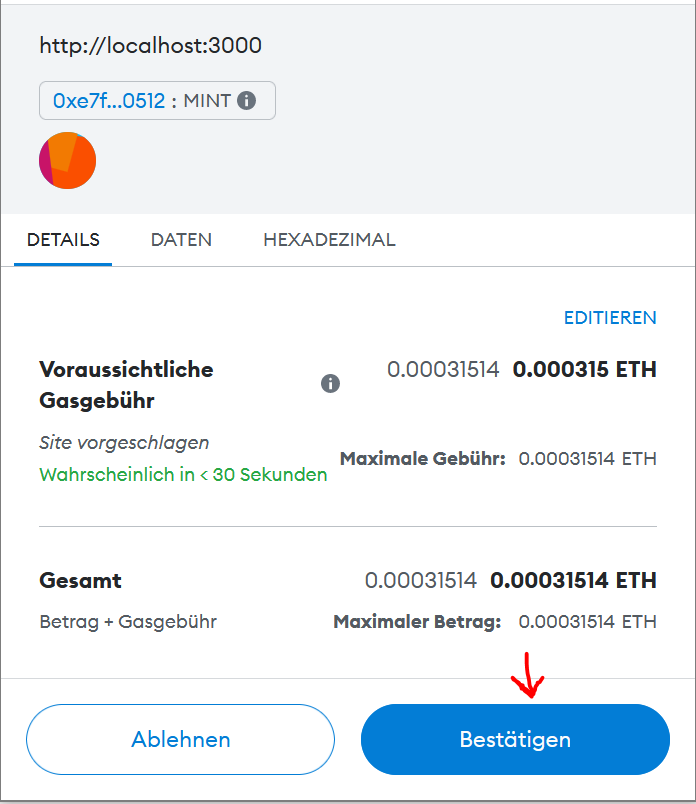 http://localhost:3000
0xe7f...0512 : MINT
DETAILS DATEN HEXADEZIMAL
EDITIEREN
Voraussichtliche Gasgebühr 0.00031514 0.000315 ETH
Site vorgeschlagen
Wahrscheinlich in < 30 Sekunden
Maximale Gebühr: 0.00031514 ETH
Gesamt 0.00031514 0.00031514 ETH
Betrag + Gasgebühr Maximaler Betrag: 0.00031514 ETH
Ablehnen Bestätigen